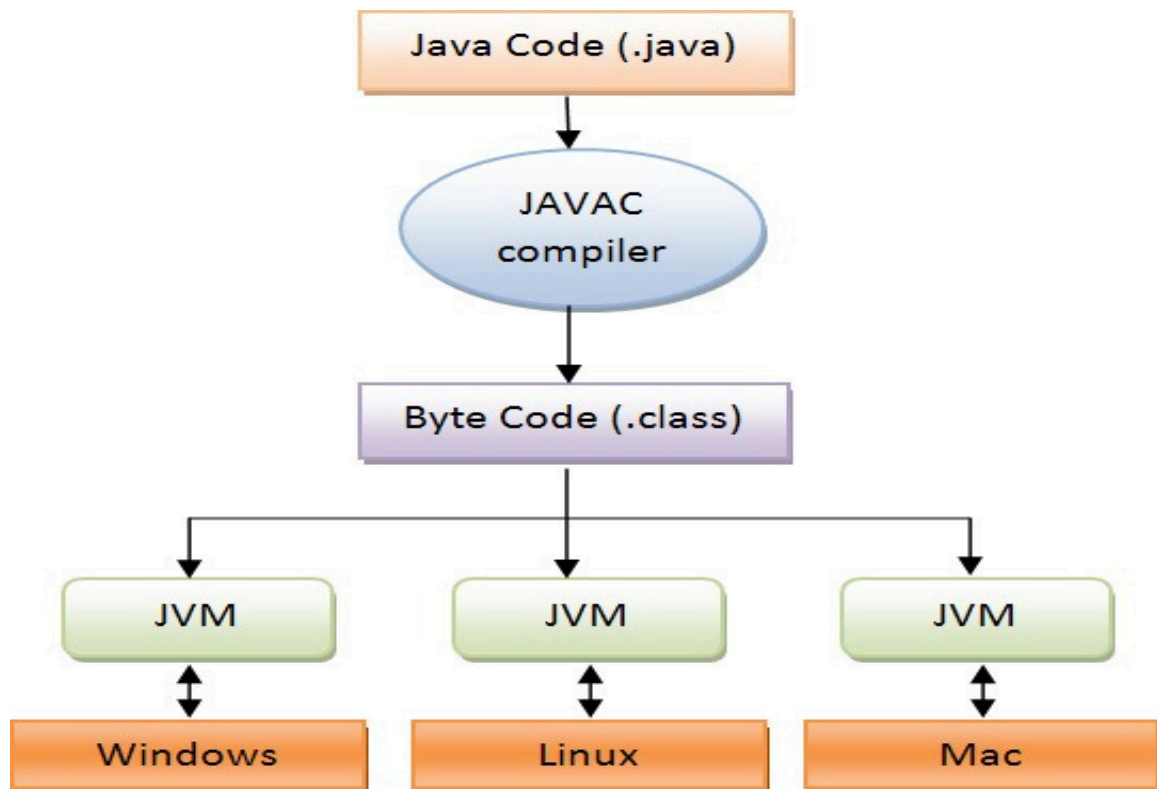 Java Code (.java)
JAVAC
compiler
Byte Code (.class)
JVM
JVM
JVM
Windows
Linux
Mac